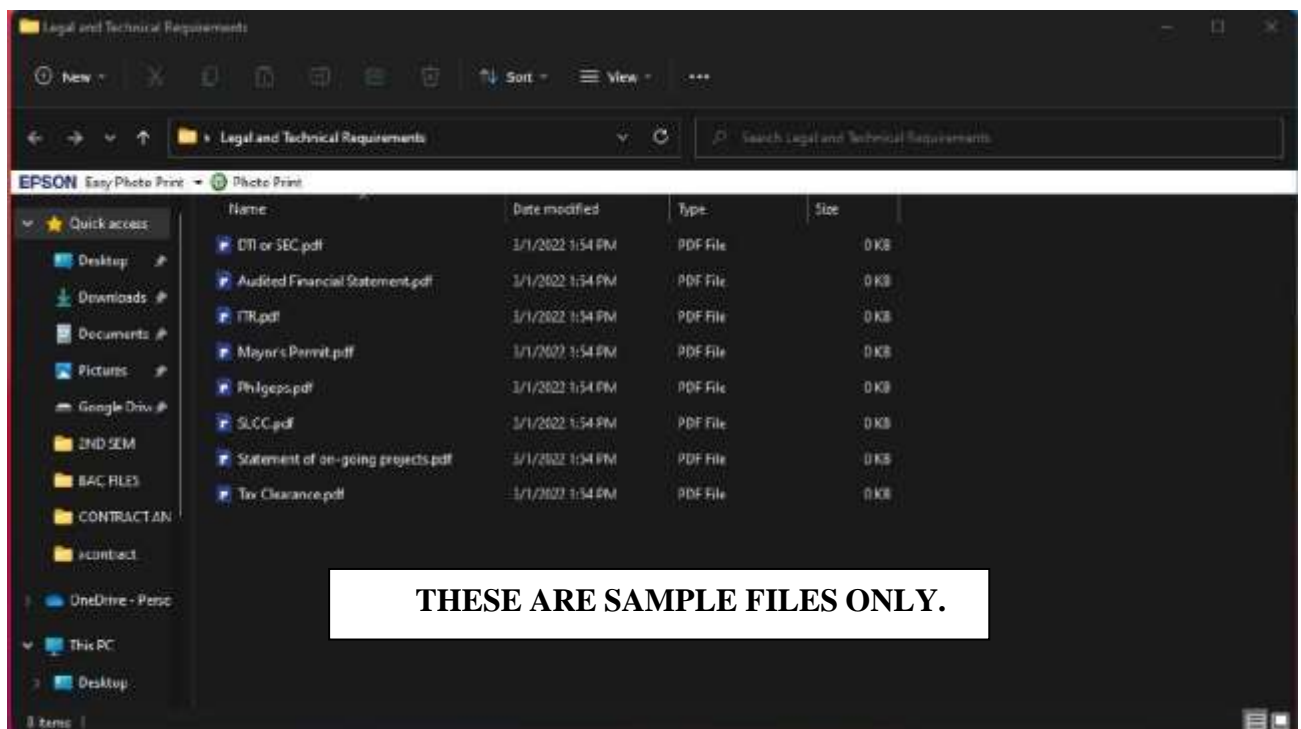 Legal and Technical Requirements
New
Sort
View
Legal and Technical Requirements
Search Legal and Technical Requirements
EPSON Easy Photo Print Photo Print
Name Date modified Type Size
Quick access
Desktop
Downloads
Documents
Pictures
Google Driv
2ND SEM
BAC FILES
CONTRACT AN
OneDrive - Perso
This PC
Desktop
DTI or SEC.pdf 3/1/2022 1:54 PM PDF File 0 KB
Audited Financial Statement.pdf 3/1/2022 1:54 PM PDF File 0 KB
ITR.pdf 3/1/2022 1:54 PM PDF File 0 KB
Mayor's Permit.pdf 3/1/2022 1:54 PM PDF File 0 KB
Philgeps.pdf 3/1/2022 1:54 PM PDF File 0 KB
SLCC.pdf 3/1/2022 1:54 PM PDF File 0 KB
Statement of on-going projects.pdf 3/1/2022 1:54 PM PDF File 0 KB
Tax Clearance.pdf 3/1/2022 1:54 PM PDF File 0 KB
THESE ARE SAMPLE FILES ONLY.
8 items